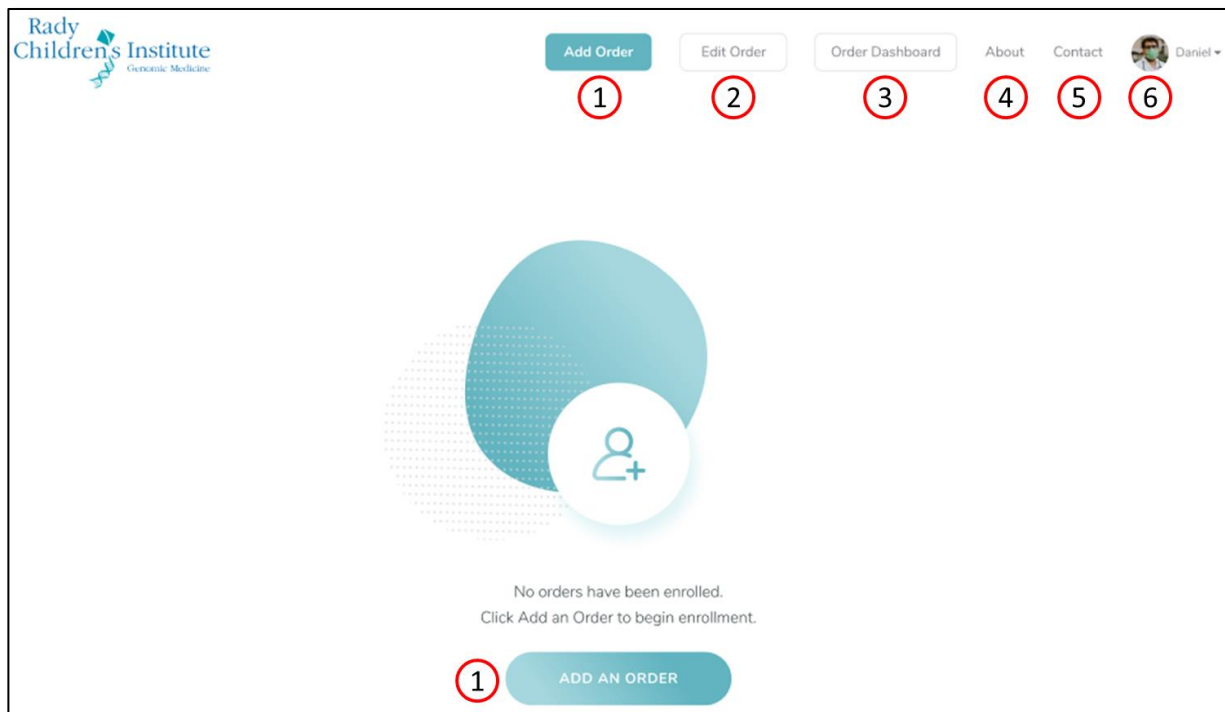 Rady
Children's Institute
Genomic Medicine
Add Order
Edit Order
Order Dashboard
About
Contact
Daniel
1
2
3
4
5
6
No orders have been enrolled.
Click Add an Order to begin enrollment.
1
ADD AN ORDER